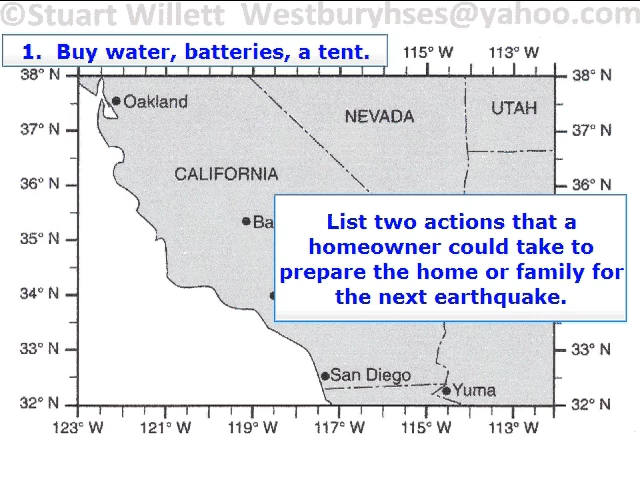 ©Stuart Willett Westburyhses@yahoo.com
1. Buy water, batteries, a tent.
115° W 113° W
38° N 38° N
Oakland
UTAH
NEVADA
37° N 37° N
CALIFORNIA
36° N 36° N
Ba
List two actions that a
homeowner could take to
prepare the home or family for
the next earthquake.
35° N
34° N
33° N 33° N
San Diego
Yuma
32° N 32° N
123° W 121° W 119° W 117° W 115° W 113° W